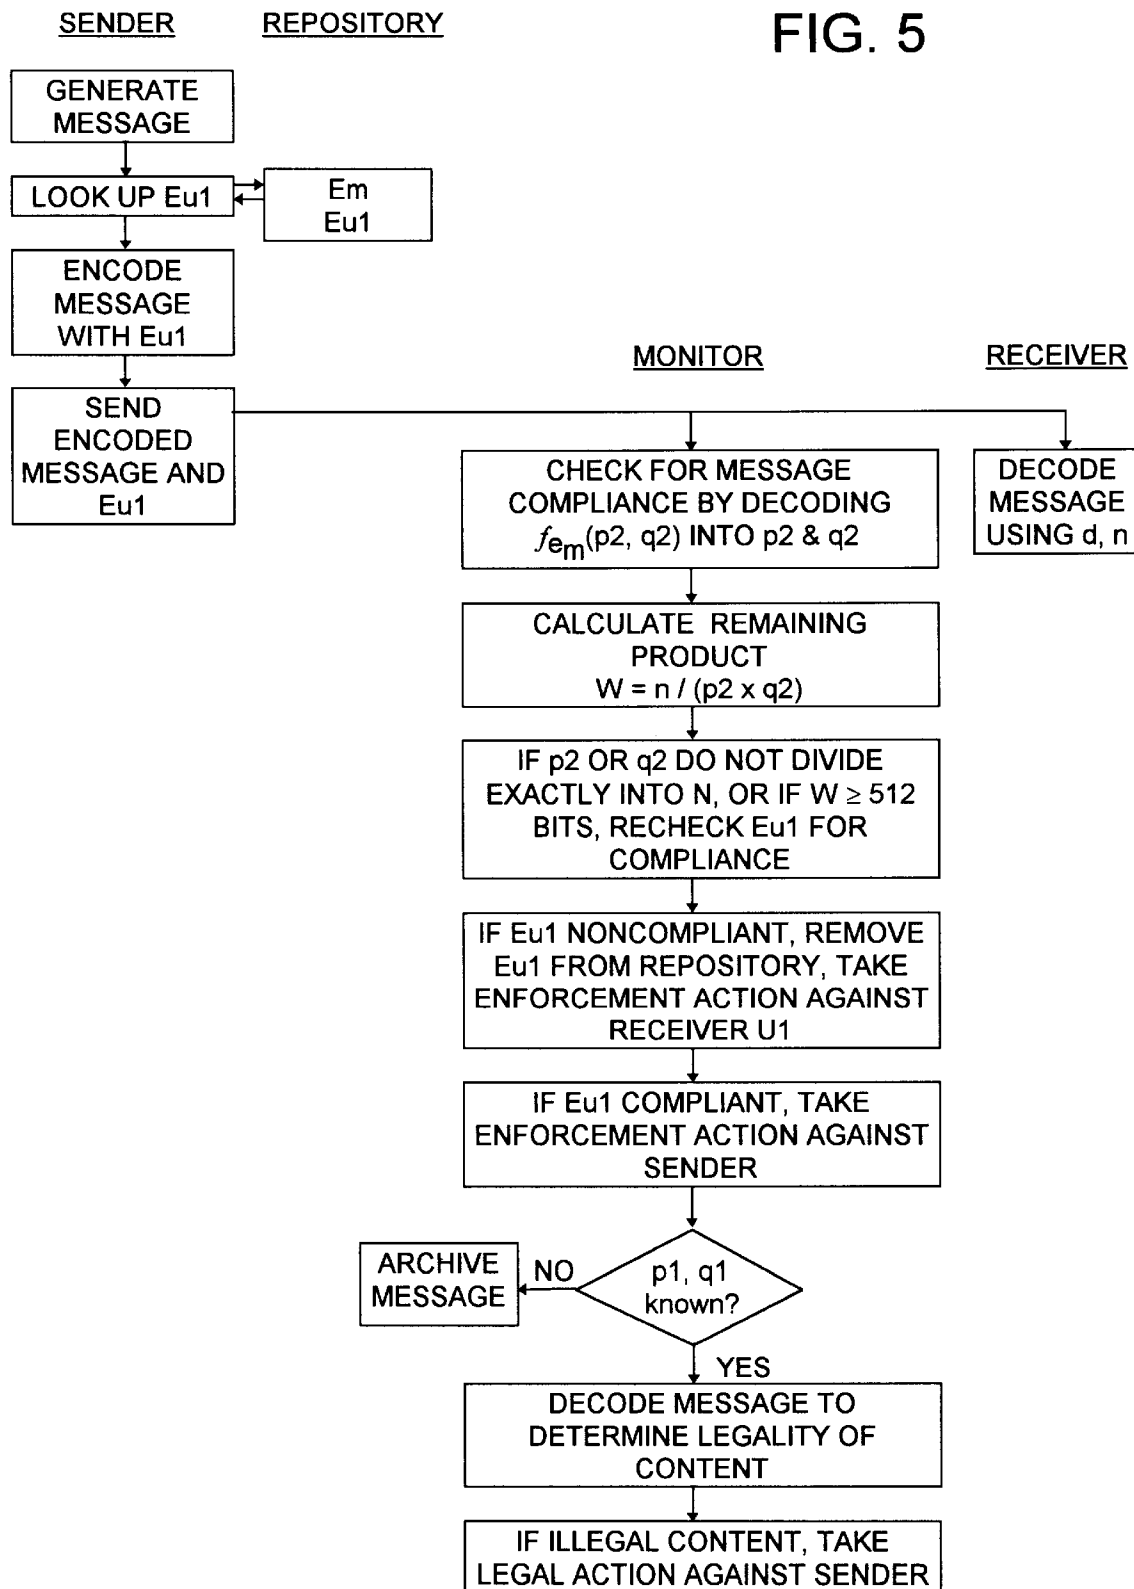 FIG. 5
SENDER
REPOSITORY
GENERATE
MESSAGE
LOOK UP Eu1
Em
Eu1
ENCODE
MESSAGE
WITH Eu1
SEND
ENCODED
MESSAGE AND
Eu1
MONITOR
RECEIVER
CHECK FOR MESSAGE
COMPLIANCE BY DECODING
fem(p2, q2) INTO p2 & q2
DECODE
MESSAGE
USING d, n
CALCULATE REMAINING
PRODUCT
W = n / (p2 x q2)
IF p2 OR q2 DO NOT DIVIDE
EXACTLY INTO N, OR IF W ≥ 512
BITS, RECHECK Eu1 FOR
COMPLIANCE
IF Eu1 NONCOMPLIANT, REMOVE
Eu1 FROM REPOSITORY, TAKE
ENFORCEMENT ACTION AGAINST
RECEIVER U1
IF Eu1 COMPLIANT, TAKE
ENFORCEMENT ACTION AGAINST
SENDER
p1, q1
known?
NO
ARCHIVE
MESSAGE
YES
DECODE MESSAGE TO
DETERMINE LEGALITY OF
CONTENT
IF ILLEGAL CONTENT, TAKE
LEGAL ACTION AGAINST SENDER